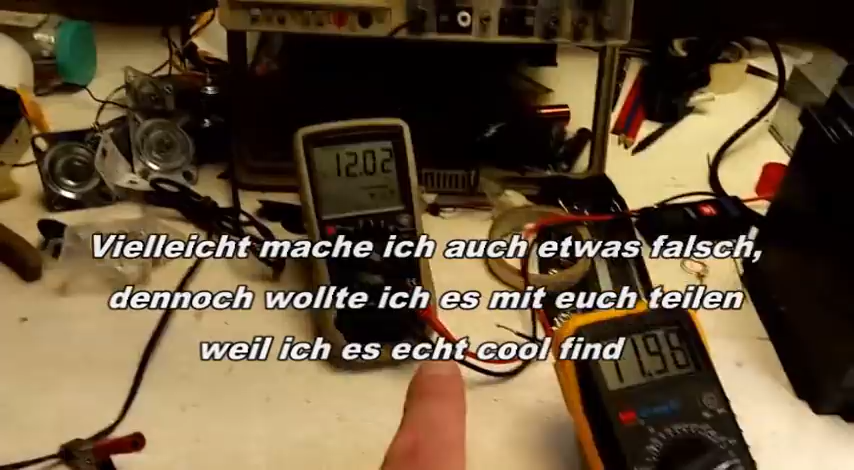 12.02
Vielleicht mache ich auch etwas falsch,
dennoch wollte ich es mit euch teilen
weil ich es echt cool find
11.96